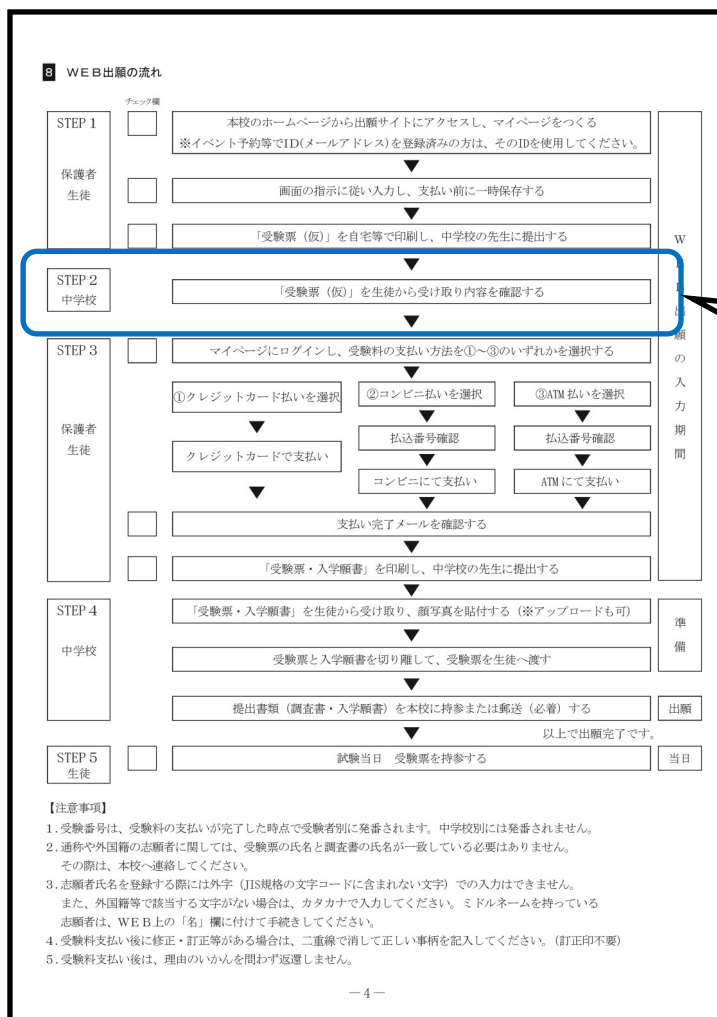 8 WEB出願の流れ
チェック欄
STEP 1
保護者
生徒
本校のホームページから出願サイトにアクセスし、マイページをつくる
※イベント予約等でID(メールアドレス)を登録済みの方は、そのIDを使用してください。
▼
画面の指示に従い入力し、支払い前に一時保存する
▼
「受験票（仮）」を自宅等で印刷し、中学校の先生に提出する
▼
STEP 2
中学校
「受験票（仮）」を生徒から受け取り内容を確認する
▼
STEP 3
保護者
生徒
マイページにログインし、受験料の支払い方法を①～③のいずれかを選択する
▼
①クレジットカード払いを選択
▼
クレジットカードで支払い
▼
②コンビニ払いを選択
▼
払込番号確認
▼
コンビニにて支払い
▼
③ATM払いを選択
▼
払込番号確認
▼
ATMにて支払い
▼
支払い完了メールを確認する
▼
「受験票・入学願書」を印刷し、中学校の先生に提出する
W
出
願
の
入
力
期
間
▼
STEP 4
中学校
「受験票・入学願書」を生徒から受け取り、顔写真を貼付する（※アップロードも可）
▼
受験票と入学願書を切り離して、受験票を生徒へ渡す
▼
準
備
提出書類（調査書・入学願書）を本校に持参または郵送（必着）する
出願
▼
以上で出願完了です。
STEP 5
生徒
試験当日　受験票を持参する
当日
【注意事項】
1.受験番号は、受験料の支払いが完了した時点で受験者別に発番されます。中学校別には発番されません。
2.通称や外国籍の志願者に関しては、受験票の氏名と調査書の氏名が一致している必要はありません。
その際は、本校へ連絡してください。
3.志願者氏名を登録する際には外字（JIS規格の文字コードに含まれない文字）での入力はできません。
また、外国籍等で該当する文字がない場合は、カタカナで入力してください。ミドルネームを持っている
志願者は、WEB上の「名」欄に付けて手続きしてください。
4.受験料支払い後に修正・訂正等がある場合は、二重線で消して正しい事柄を記入してください。（訂正印不要）
5.受験料支払い後は、理由のいかんを問わず返還しません。
－4－